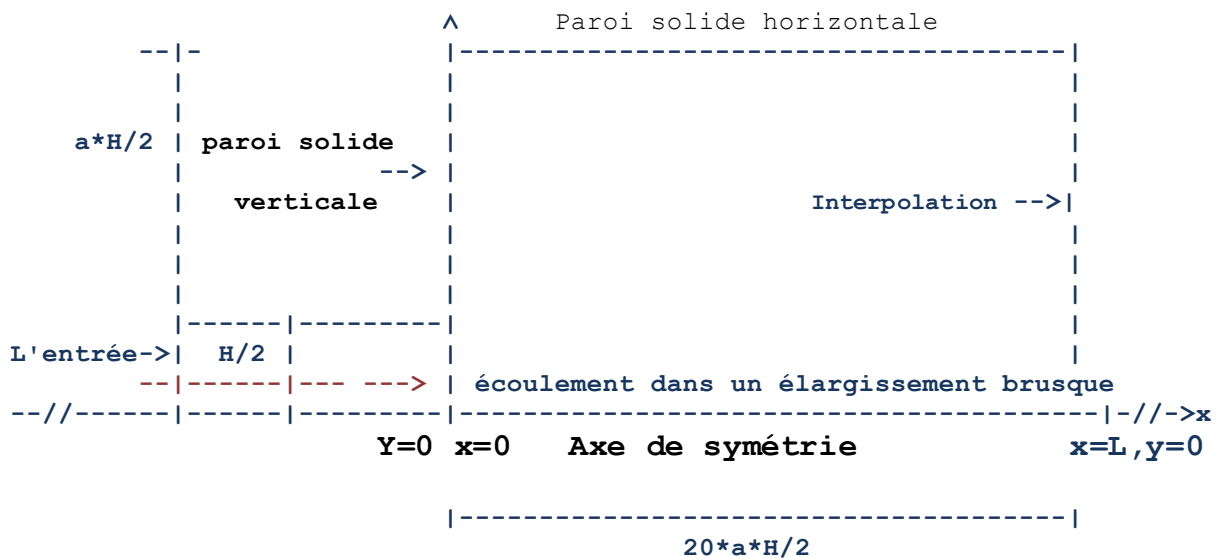 Paroi solide horizontale
a*H/2 paroi solide
-->
verticale
Interpolation -->
L'entrée-> H/2
écoulement dans un élargissement brusque
x
Y=0 x=0 Axe de symétrie x=L,y=0
20*a*H/2